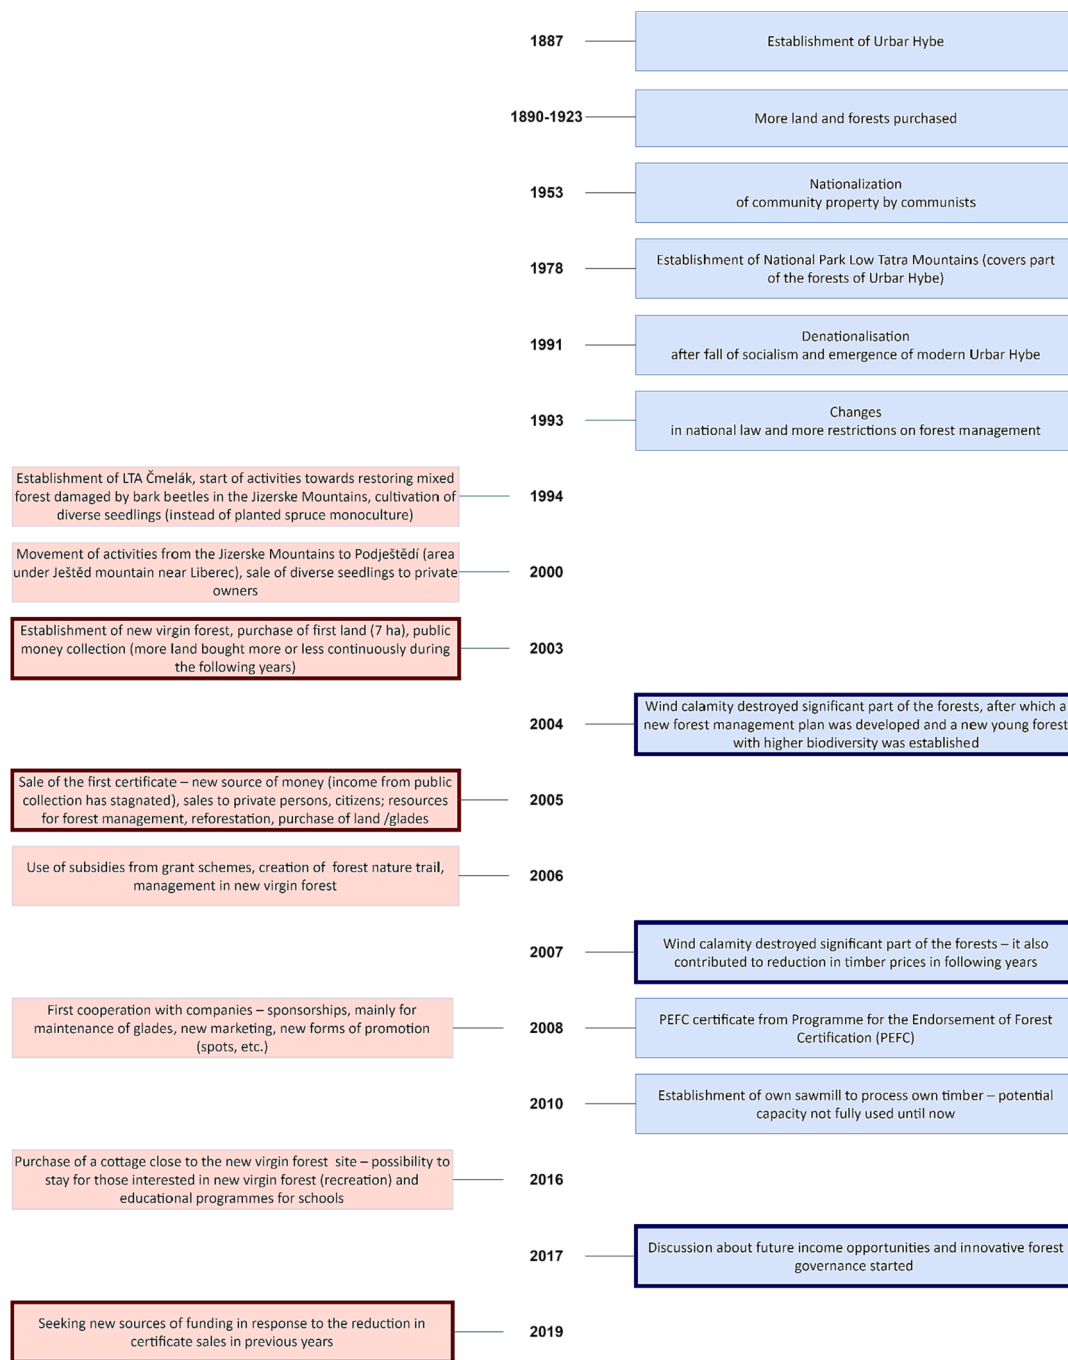 1887
Establishment of Urbar Hybe
1890-1923
More land and forests purchased
1953
Nationalization
of community property by communists
1978
Establishment of National Park Low Tatra Mountains (covers part
of the forests of Urbar Hybe)
1991
Denationalisation
after fall of socialism and emergence of modern Urbar Hybe
1993
Changes
in national law and more restrictions on forest management
Establishment of LTA Čmelák, start of activities towards restoring mixed
forest damaged by bark beetles in the Jizerske Mountains, cultivation of
diverse seedlings (instead of planted spruce monoculture)
1994
Movement of activities from the Jizerske Mountains to Podještědí (area
under Ještěd mountain near Liberec), sale of diverse seedlings to private
owners
2000
Establishment of new virgin forest, purchase of first land (7 ha), public
money collection (more land bought more or less continuously during
the following years)
2003
2004
Wind calamity destroyed significant part of the forests, after which a
new forest management plan was developed and a new young forest
with higher biodiversity was established
Sale of the first certificate – new source of money (income from public
collection has stagnated), sales to private persons, citizens; resources
for forest management, reforestation, purchase of land /glades
2005
Use of subsidies from grant schemes, creation of forest nature trail,
management in new virgin forest
2006
2007
Wind calamity destroyed significant part of the forests – it also
contributed to reduction in timber prices in following years
First cooperation with companies – sponsorships, mainly for
maintenance of glades, new marketing, new forms of promotion
(spots, etc.)
2008
PEFC certificate from Programme for the Endorsement of Forest
Certification (PEFC)
2010
Establishment of own sawmill to process own timber – potential
capacity not fully used until now
Purchase of a cottage close to the new virgin forest site – possibility to
stay for those interested in new virgin forest (recreation) and
educational programmes for schools
2016
2017
Discussion about future income opportunities and innovative forest
governance started
Seeking new sources of funding in response to the reduction in
certificate sales in previous years
2019